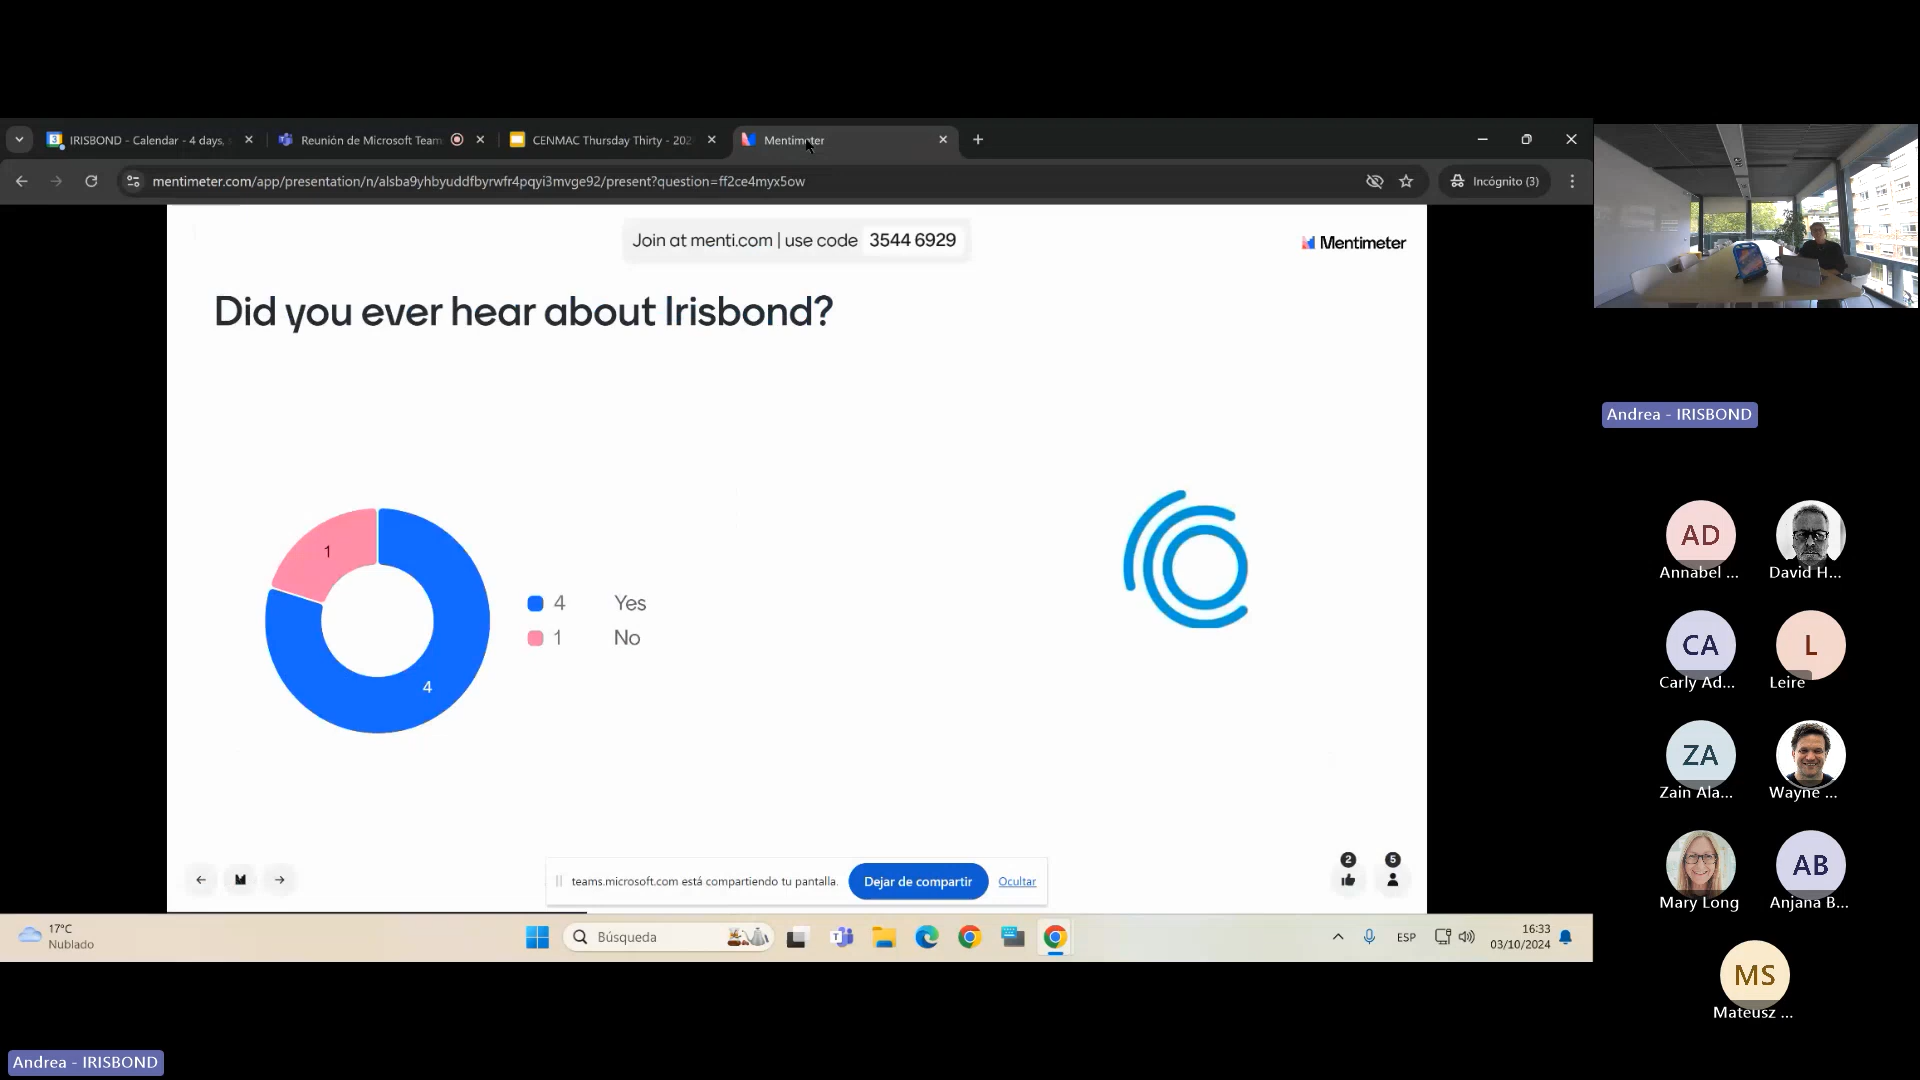 IRISBOND - Calendar - 4 days,
Reunión de Microsoft Team
CENMAC Thursday Thirty - 202
Mentimeter
mentimeter.com/app/presentation/n/alsba9yhbyuddfbyrwfr4pqyi3mvge92/present?question=ff2ce4myx5ow
Incógnito (3)
Join at menti.com | use code 3544 6929
Mentimeter
Did you ever hear about Irisbond?
1
4
4 Yes
1 No
2
5
teams.microsoft.com está compartiendo tu pantalla.
Dejar de compartir
Ocultar
17°C
Nublado
Búsqueda
ESP
16:33
03/10/2024
Andrea - IRISBOND
AD
Annabel ...
David H...
CA
Carly Ad...
L
Leire
ZA
Zain Ala...
Wayne ...
Mary Long
AB
Anjana B...
MS
Mateusz ...
Andrea - IRISBOND